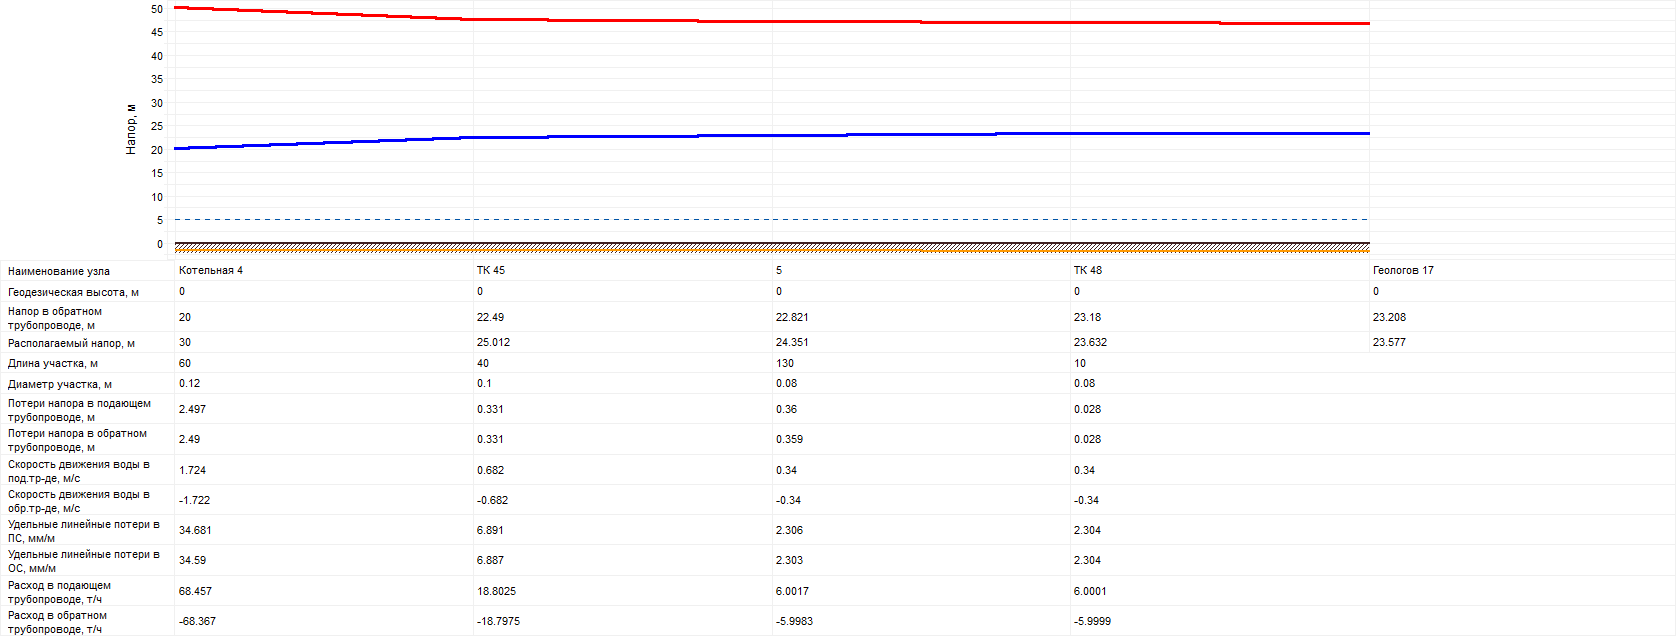 50
45
40
35
30
25
20
15
10
5
0
Напор, м
Наименование узла Котельная 4 ТК 45 5 ТК 48 Геологов 17
Геодезическая высота, м 0 0 0 0 0
Напор в обратном
трубопроводе, м 20 22.49 22.821 23.18 23.208
Располагаемый напор, м 30 25.012 24.351 23.632 23.577
Длина участка, м 60 40 130 10
Диаметр участка, м 0.12 0.1 0.08 0.08
Потери напора в подающем
трубопроводе, м 2.497 0.331 0.36 0.028
Потери напора в обратном
трубопроводе, м 2.49 0.331 0.359 0.028
Скорость движения воды в
под.тр-де, м/с 1.724 0.682 0.34 0.34
Скорость движения воды в
обр.тр-де, м/с -1.722 -0.682 -0.34 -0.34
Удельные линейные потери в
ПС, мм/м 34.681 6.891 2.306 2.304
Удельные линейные потери в
ОС, мм/м 34.59 6.887 2.303 2.304
Расход в подающем
трубопроводе, т/ч 68.457 18.8025 6.0017 6.0001
Расход в обратном
трубопроводе, т/ч -68.367 -18.7975 -5.9983 -5.9999